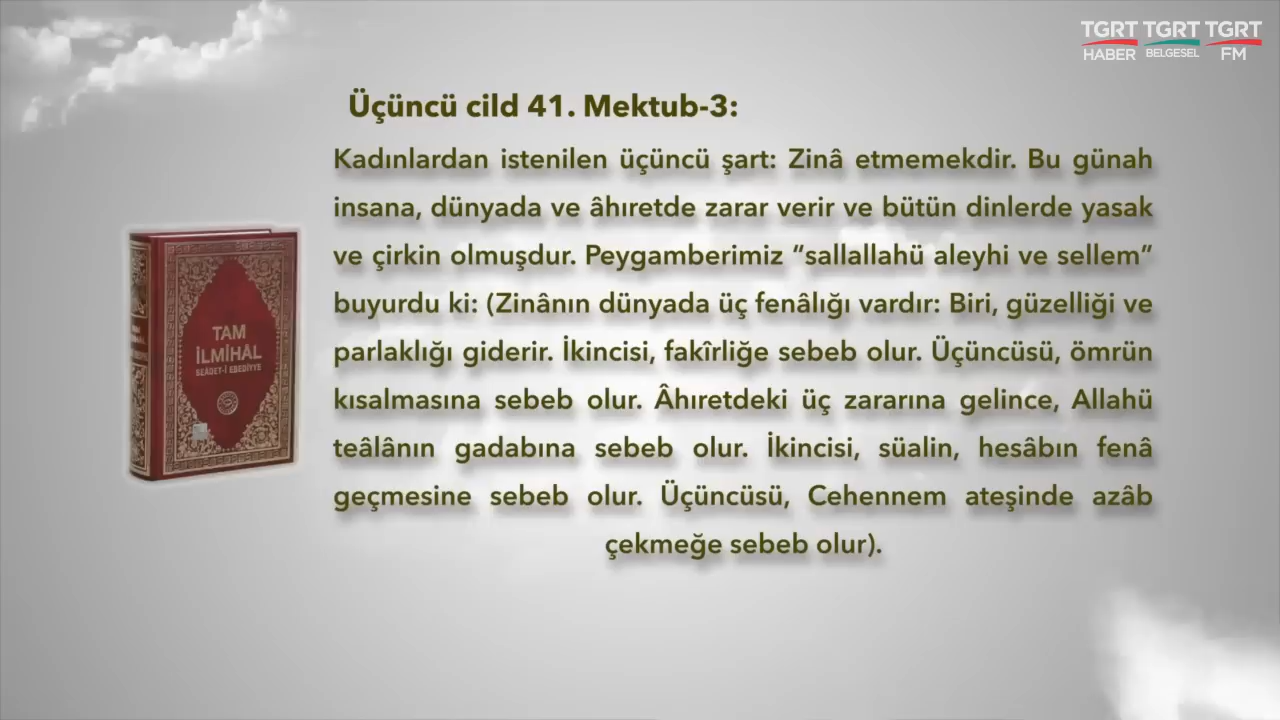 TGRT TGRT TGRT
HABER BELGESEL FM
Üçüncü cild 41. Mektub-3:
Kadınlardan istenilen üçüncü şart: Zinâ etmemekdir. Bu günah
insana, dünyada ve âhıretde zarar verir ve bütün dinlerde yasak
ve çirkin olmuşdur. Peygamberimiz “sallallahü aleyhi ve sellem”
buyurdu ki: (Zinânın dünyada üç fenâlığı vardır: Biri, güzelliği ve
parlaklığı giderir. İkincisi, fakîrliğe sebeb olur. Üçüncüsü, ömrün
kısalmasına sebeb olur. Âhıretdeki üç zararına gelince, Allahü
teâlânın gadabına sebeb olur. İkincisi, süalin, hesâbın fenâ
geçmesine sebeb olur. Üçüncüsü, Cehennem ateşinde azâb
çekmeğe sebeb olur).
TAM
İLMİHÂL
SEÂDET-İ EBEDİYYE